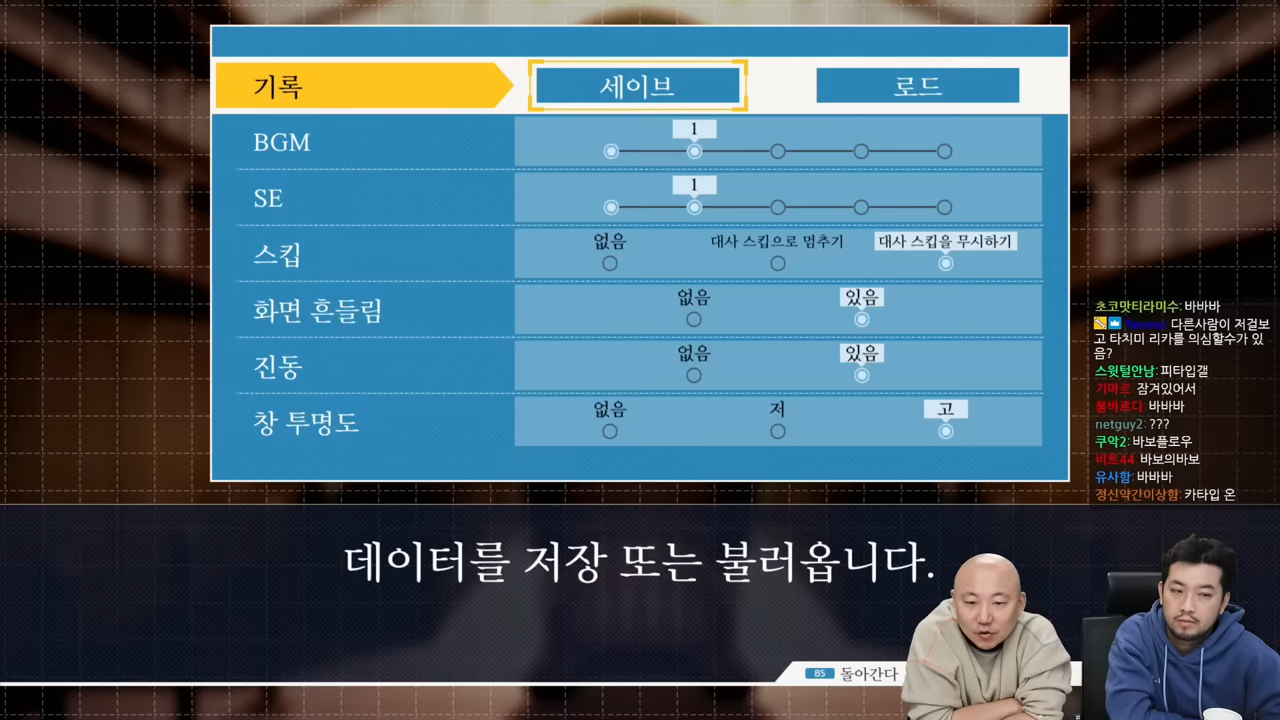 기록
세이브
로드
BGM
1
SE
1
스킵
없음
대사 스킵으로 멈추기
대사 스킵을 무시하기
화면 흔들림
없음
있음
진동
없음
있음
창 투명도
없음
저
고
초코맛티라미수: 바바바
다른사람이 저걸보
고 타치미 리카를 의심할수가 있
음?
스윗털안남: 피타입갤
기마르: 잠겨있어서
바바바
netguy2: ???
쿠악2: 바보플로우
비트44: 바보의바보
유사함: 바바바
정신약간이상함: 카타입 온
데이터를 저장 또는 불러옵니다.
BS 돌아간다